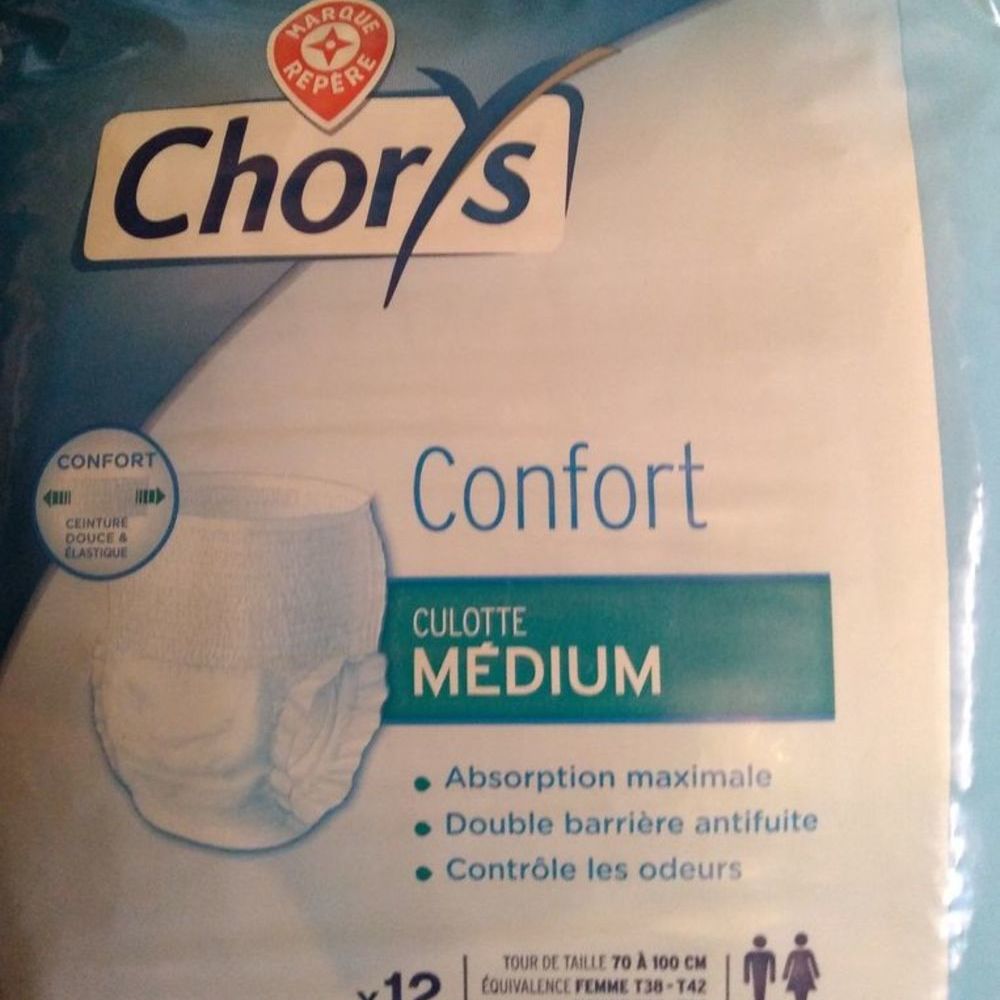 MARQUE
REPÈRE
Chorys
CONFORT
CEINTURE
DOUCE &
ÉLASTIQUE
Confort
CULOTTE
MÉDIUM
• Absorption maximale
• Double barrière antifuite
• Contrôle les odeurs
x12
TOUR DE TAILLE 70 À 100 CM
ÉQUIVALENCE FEMME T38-T42